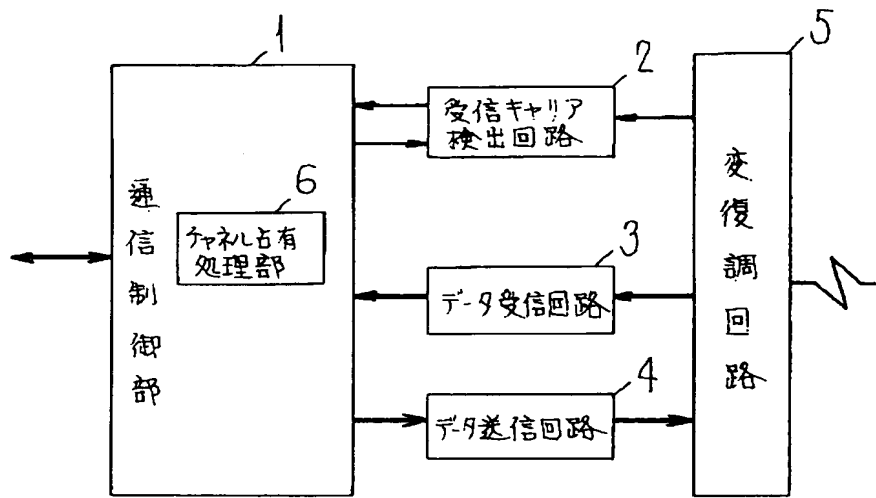 1
通信制御部
6
チャネル占有
処理部
2
受信キャリア
検出回路
3
データ受信回路
4
データ送信回路
5
変復調回路